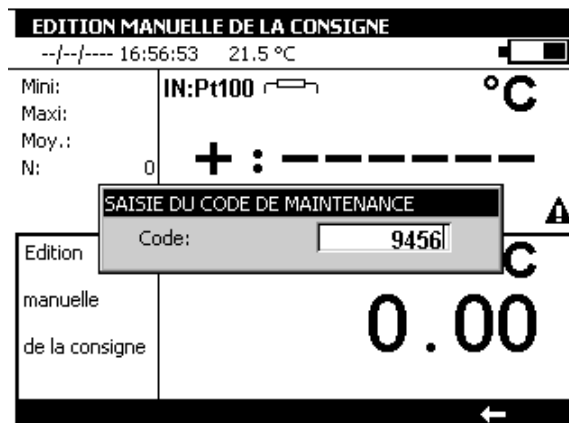 EDITION MANUELLE DE LA CONSIGNE
--/--/---- 16:56:53 21.5 °C
Mini:
Maxi:
Moy.:
N: 0
IN:Pt100 °C
+ : -------
SAISIE DU CODE DE MAINTENANCE
Code: 9456
Edition
manuelle
de la consigne
C
0.00